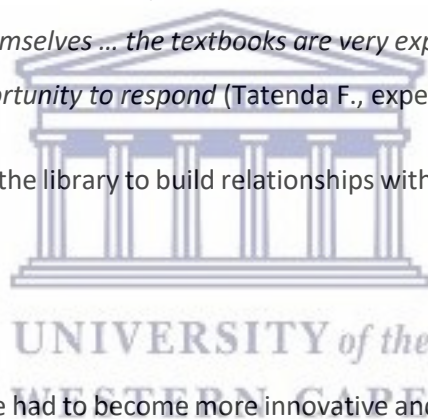 mselves ... the textbooks are very exp
ortunity to respond (Tatenda F., expe
the library to build relationships with
UNIVERSITY of the
WESTERN CAPE
e had to become more innovative and